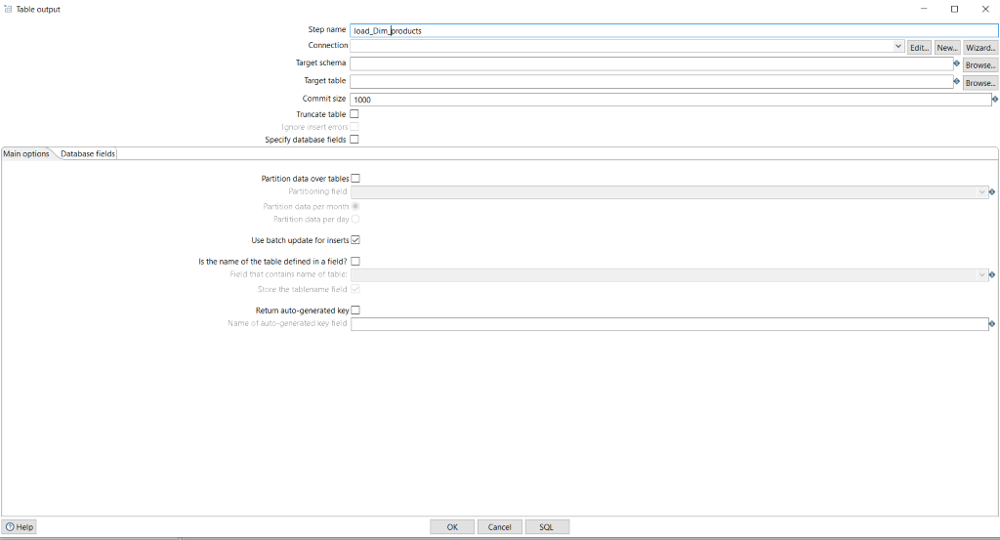 Table output
Step name load_Dim_products
Connection Edit... New... Wizard...
Target schema Browse...
Target table Browse...
Commit size 1000
Truncate table
Ignore insert errors
Specify database fields
Main options Database fields
Partition data over tables
Partitioning field
Partition data per month
Partition data per day
Use batch update for inserts
Is the name of the table defined in a field?
Field that contains name of table:
Store the tablename field
Return auto-generated key
Name of auto-generated key field
Help OK Cancel SQL